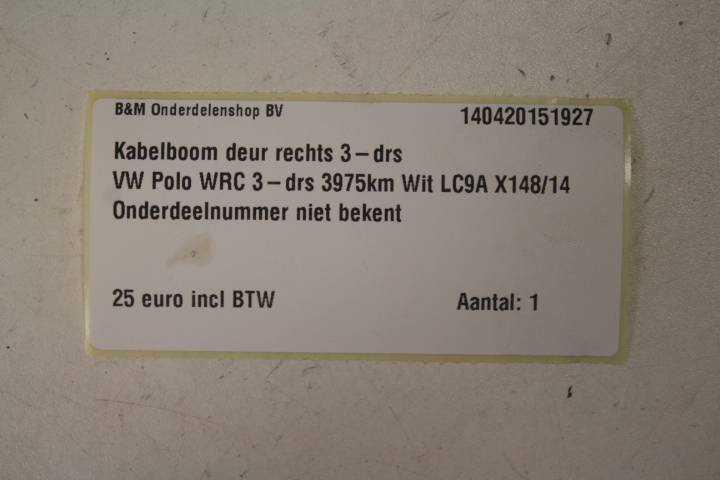 B&M Onderdelenshop BV 140420151927
Kabelboom deur rechts 3-drs
VW Polo WRC 3-drs 3975km Wit LC9A X148/14
Onderdeelnummer niet bekent
25 euro incl BTW Aantal: 1